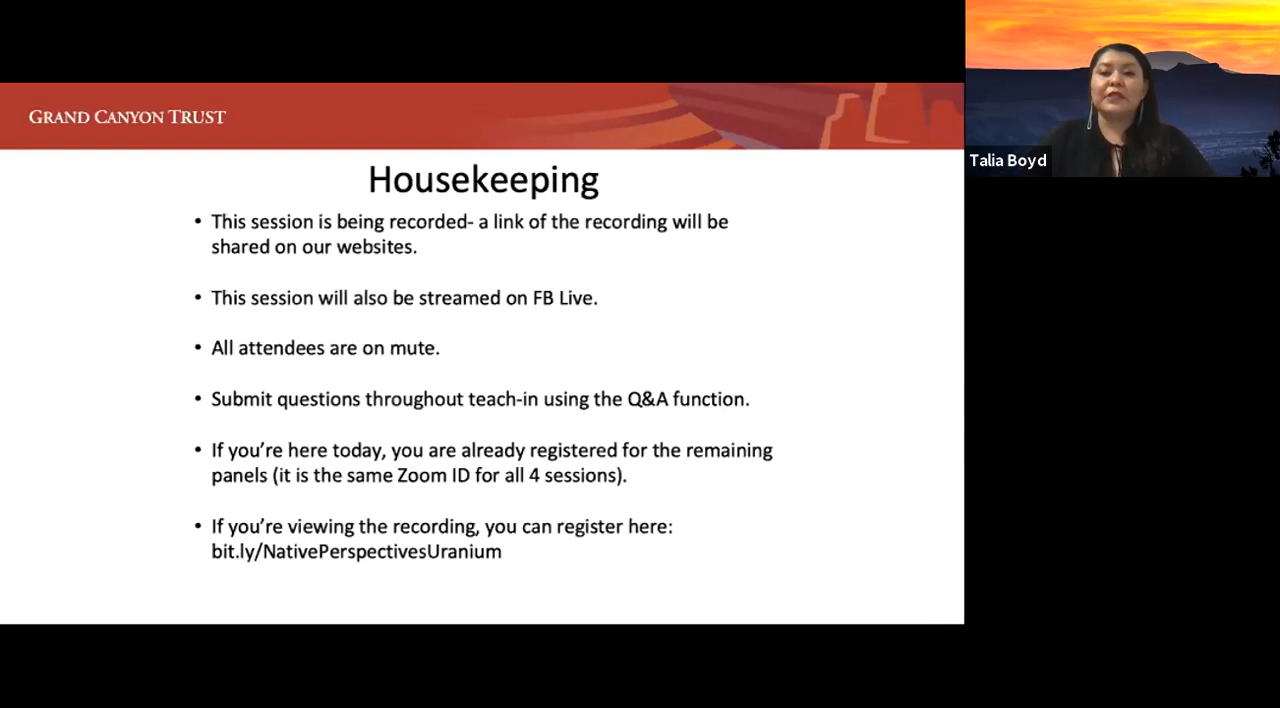 GRAND CANYON TRUST
Talia Boyd
Housekeeping
• This session is being recorded- a link of the recording will be
shared on our websites.
• This session will also be streamed on FB Live.
• All attendees are on mute.
• Submit questions throughout teach-in using the Q&A function.
• If you’re here today, you are already registered for the remaining
panels (it is the same Zoom ID for all 4 sessions).
• If you’re viewing the recording, you can register here:
bit.ly/NativePerspectivesUranium